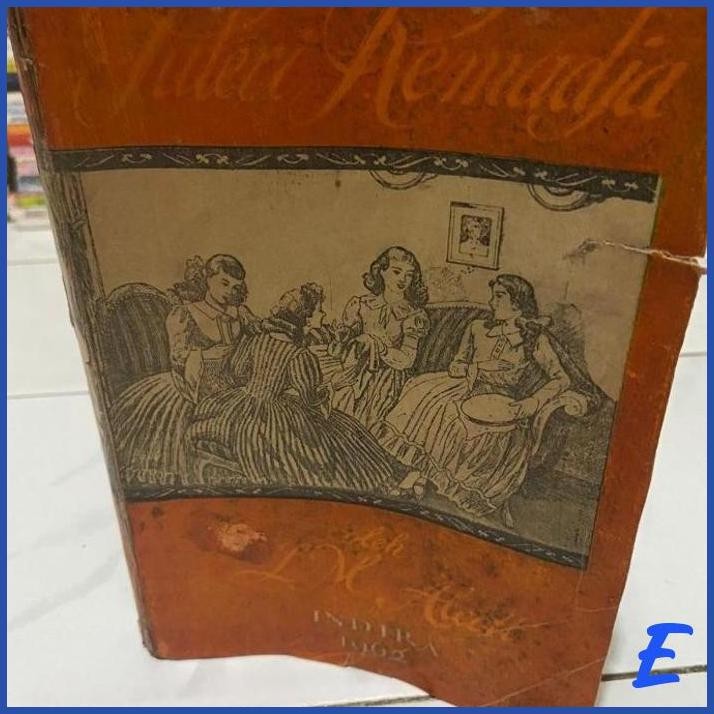 Puteri Remadja
oleh
L. M. Alcott
INDIRA
1962
E